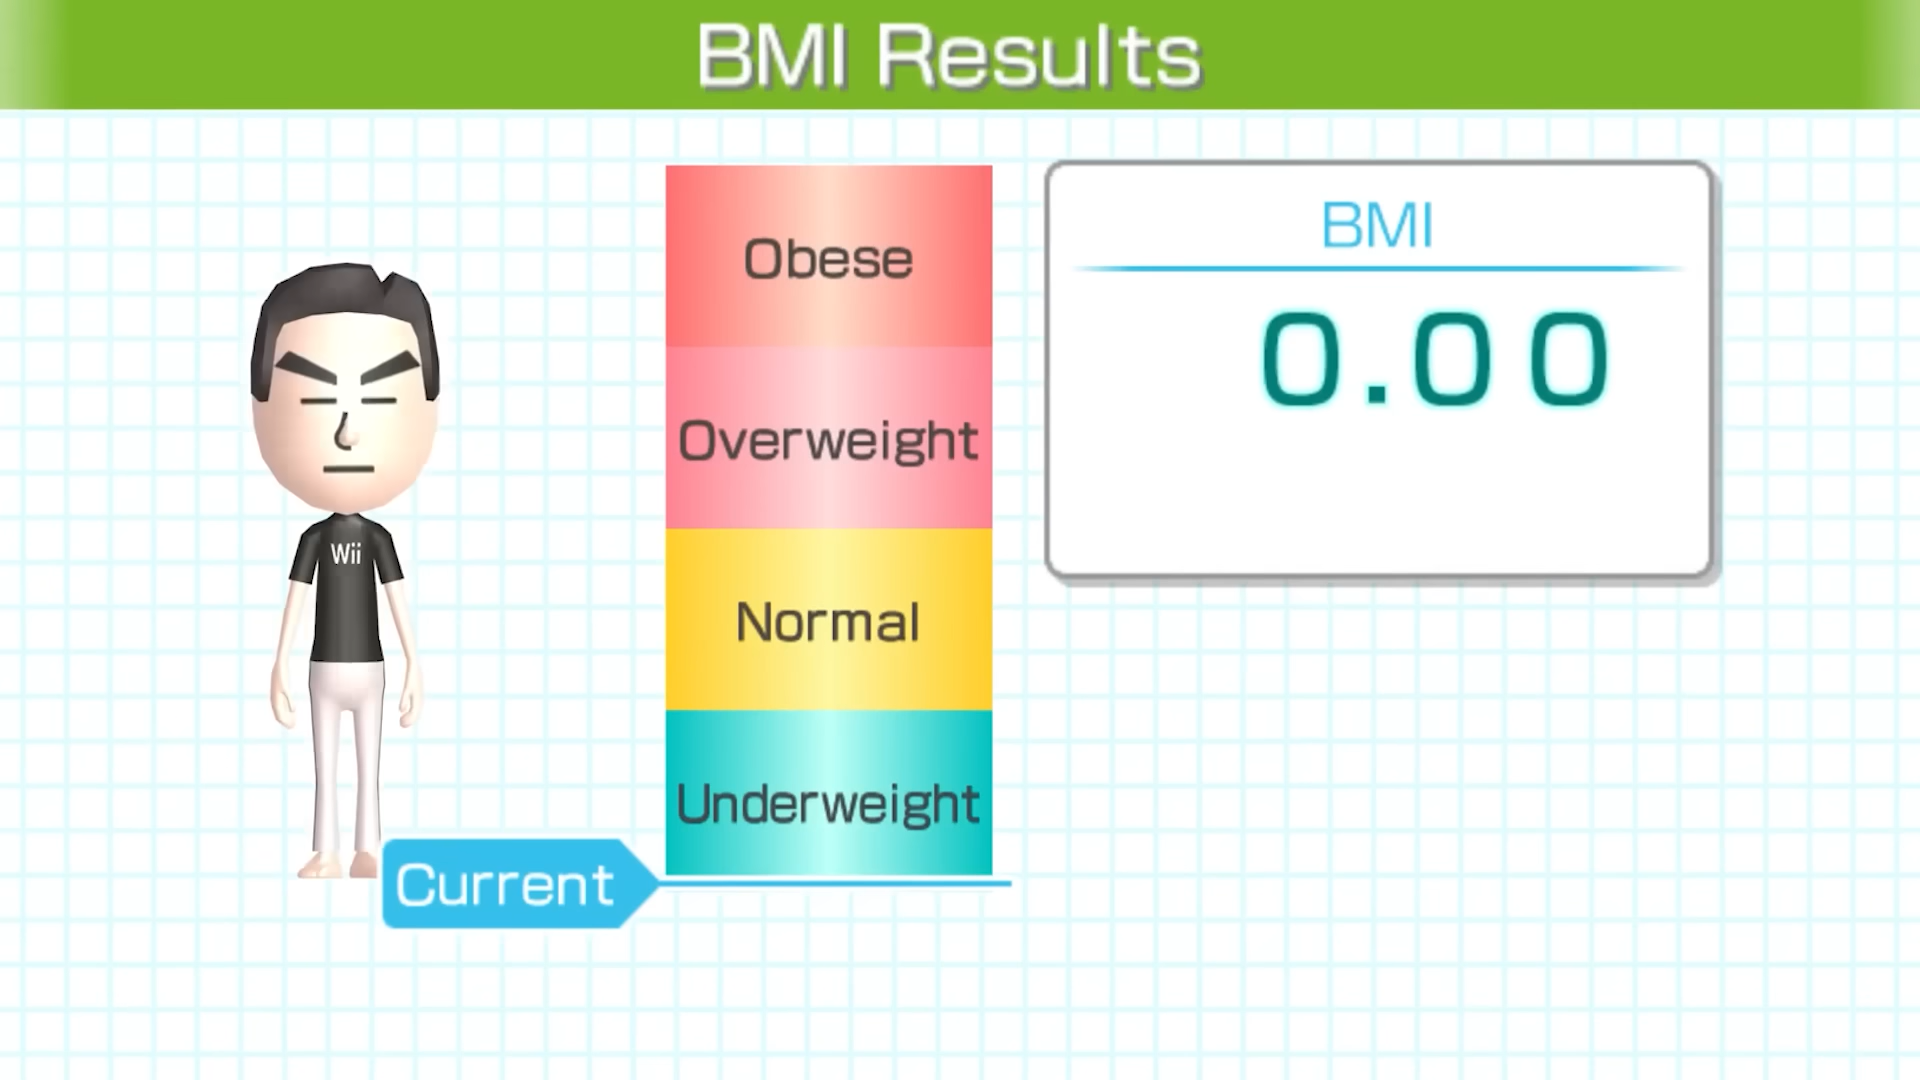 BMI Results
Obese
Overweight
Normal
Underweight
Current
BMI
0.00
Wii